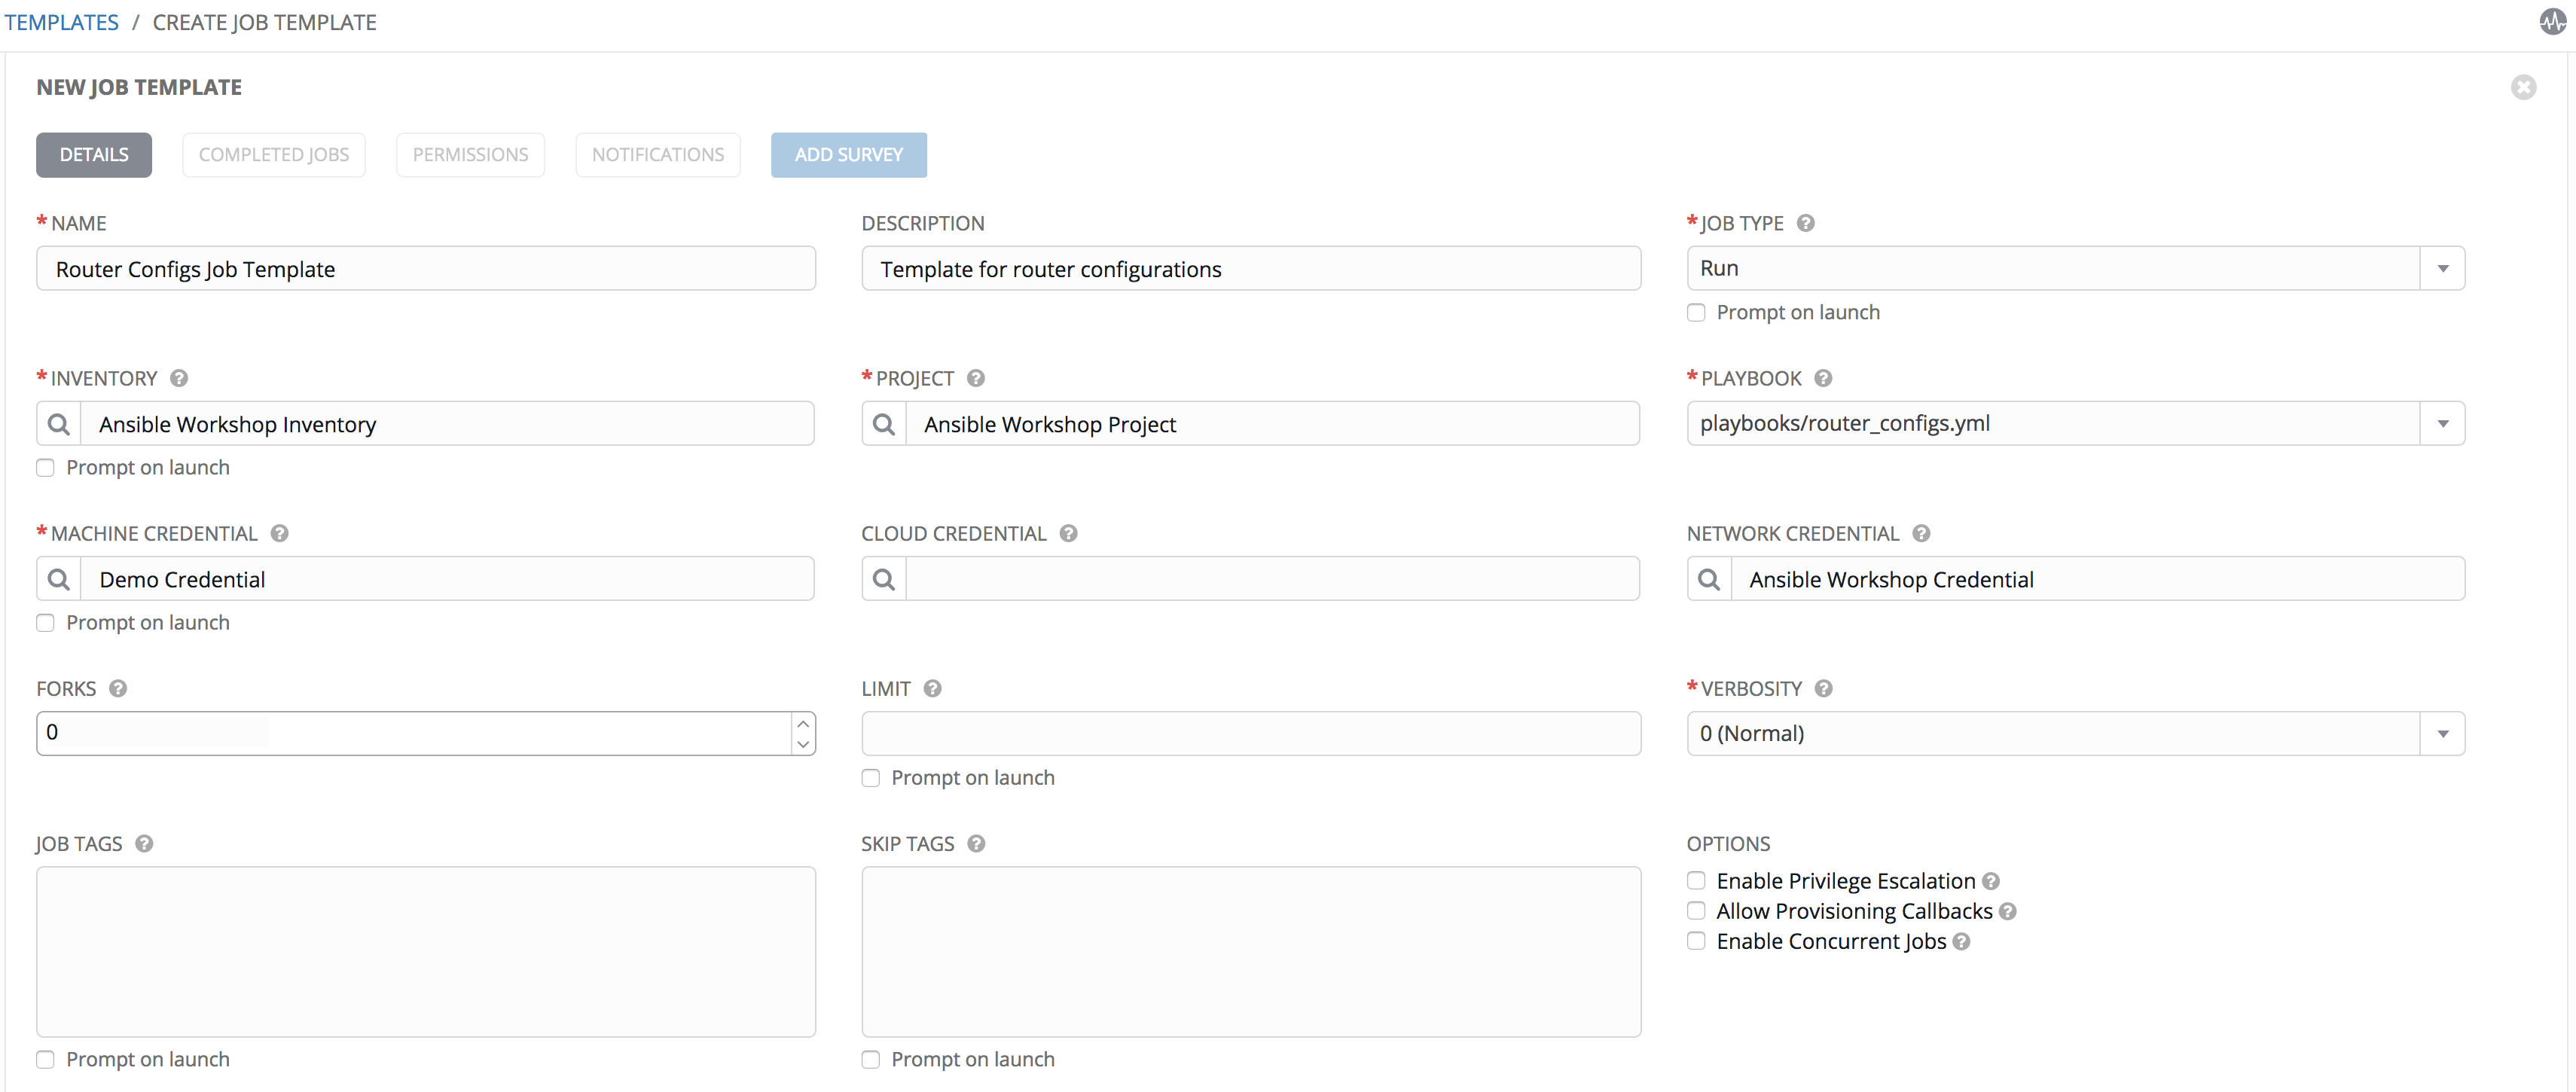 TEMPLATES / CREATE JOB TEMPLATE
NEW JOB TEMPLATE
DETAILS COMPLETED JOBS PERMISSIONS NOTIFICATIONS ADD SURVEY
* NAME DESCRIPTION * JOB TYPE ?
Router Configs Job Template Template for router configurations Run
Prompt on launch
* INVENTORY ? * PROJECT ? * PLAYBOOK ?
Ansible Workshop Inventory Ansible Workshop Project playbooks/router_configs.yml
Prompt on launch
* MACHINE CREDENTIAL ? CLOUD CREDENTIAL ? NETWORK CREDENTIAL ?
Demo Credential Ansible Workshop Credential
Prompt on launch
FORKS ? LIMIT ? * VERBOSITY ?
0 0 (Normal)
Prompt on launch
JOB TAGS ? SKIP TAGS ? OPTIONS
Enable Privilege Escalation ?
Allow Provisioning Callbacks ?
Enable Concurrent Jobs ?
Prompt on launch Prompt on launch